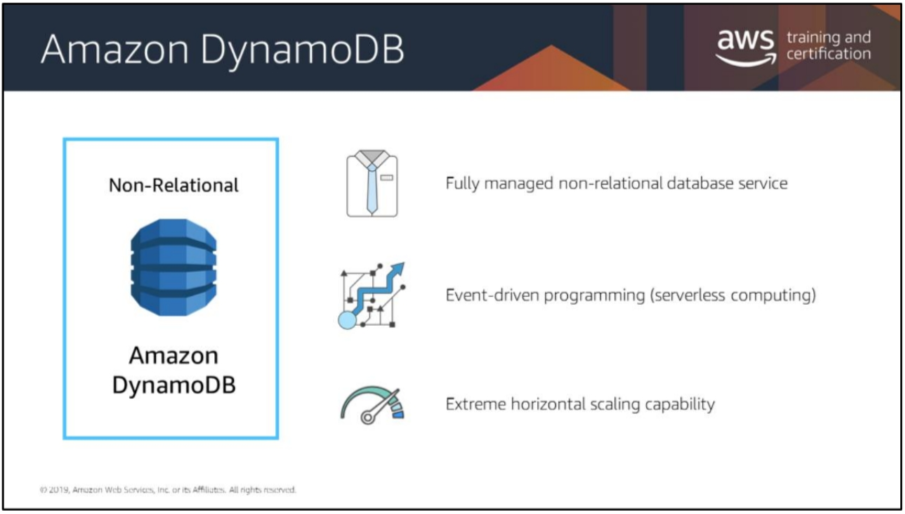 Amazon DynamoDB
aws training and
certification
Non-Relational
Amazon
DynamoDB
Fully managed non-relational database service
Event-driven programming (serverless computing)
Extreme horizontal scaling capability
© 2019, Amazon Web Services, Inc. or its Affiliates. All rights reserved.